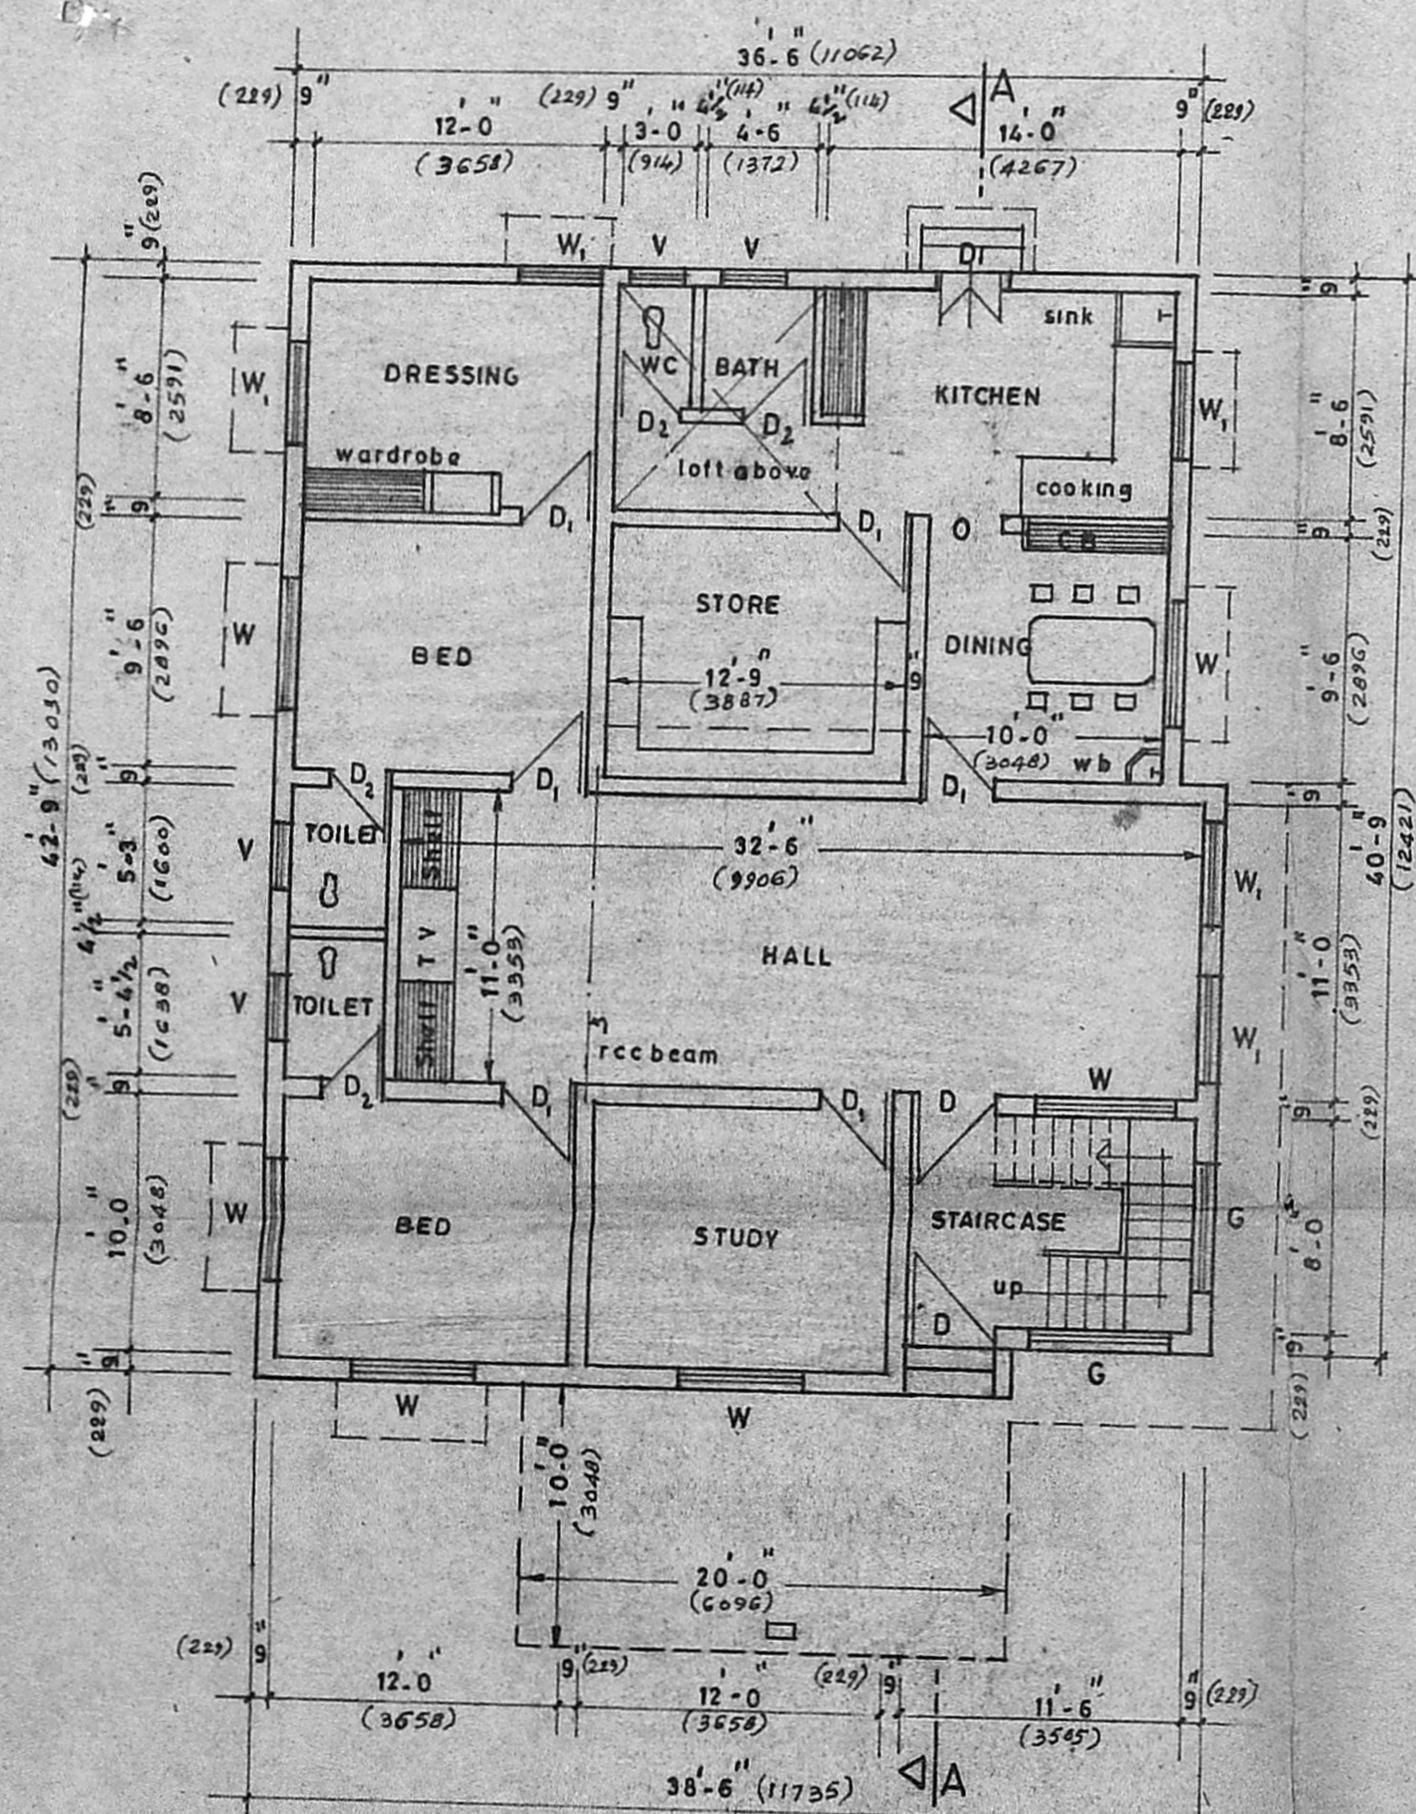 36'-6" (11062)
(229) 9" 12'-0" (3658) (229) 9" 3'-0" (914) 4½" (114) 4'-6" (1372) 4½" (114) 14'-0" (4267) 9" (229)
A
9" (229)
W₁ V V D1
8'-6" (2591)
W₁
DRESSING
WC
BATH
KITCHEN
sink
W₁
9"
8'-6" (2591)
wardrobe
D₂ D₂
loft above
cooking
(229) 9"
D₁ D₁ O
CB
9" (229)
42'-9" (13030)
9'-6" (2896)
W
BED
STORE
12'-9" (3887)
9"
DINING
10'-0" (3048)
wb
W
9'-6" (2896)
(229) 9"
D₂ D₁ D₁
9"
40'-9" (12421)
5'-3" (1600)
V
TOILET
Shelf
32'-6" (9906)
W₁
4½" (114)
TV
11'-0" (3353)
HALL
11'-0" (3353)
5'-4½" (1638)
V
TOILET
Shelf
rcc beam
W₁
(229) 9"
D₂ D₁ D₁ D W
9" (229)
10'-0" (3048)
W
BED
STUDY
STAIRCASE
G
8'-0"
up
D
9" (229)
W W G
9" (229)
10'-0" (3048)
20'-0" (6096)
(229) 9" 12'-0" (3658) 9" (229) 12'-0" (3658) (229) 9" 11'-6" (3505) 9" (229)
38'-6" (11735)
A